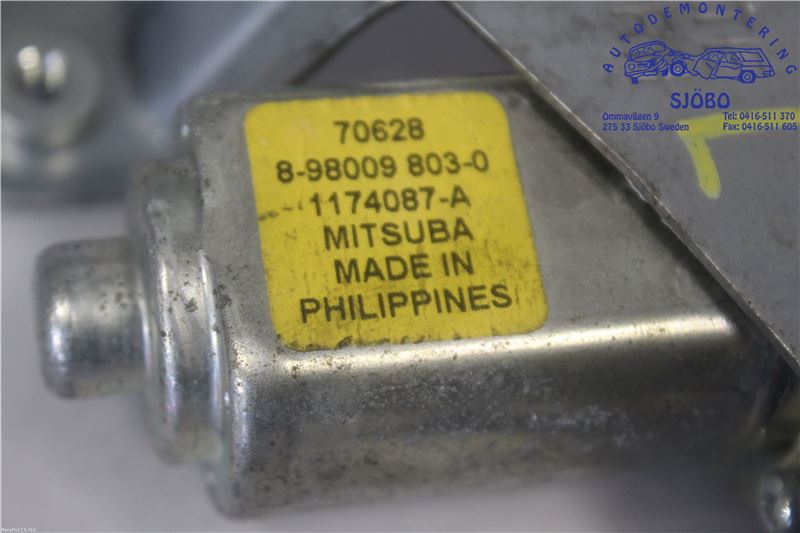 AUTODEMONTERING
SJÖBO
Ommavägen 9
275 33 Sjöbo Sweden
Tel: 0416-511 370
Fax: 0416-511 605
70628
8-98009 803-0
1174087-A
MITSUBA
MADE IN
PHILIPPINES